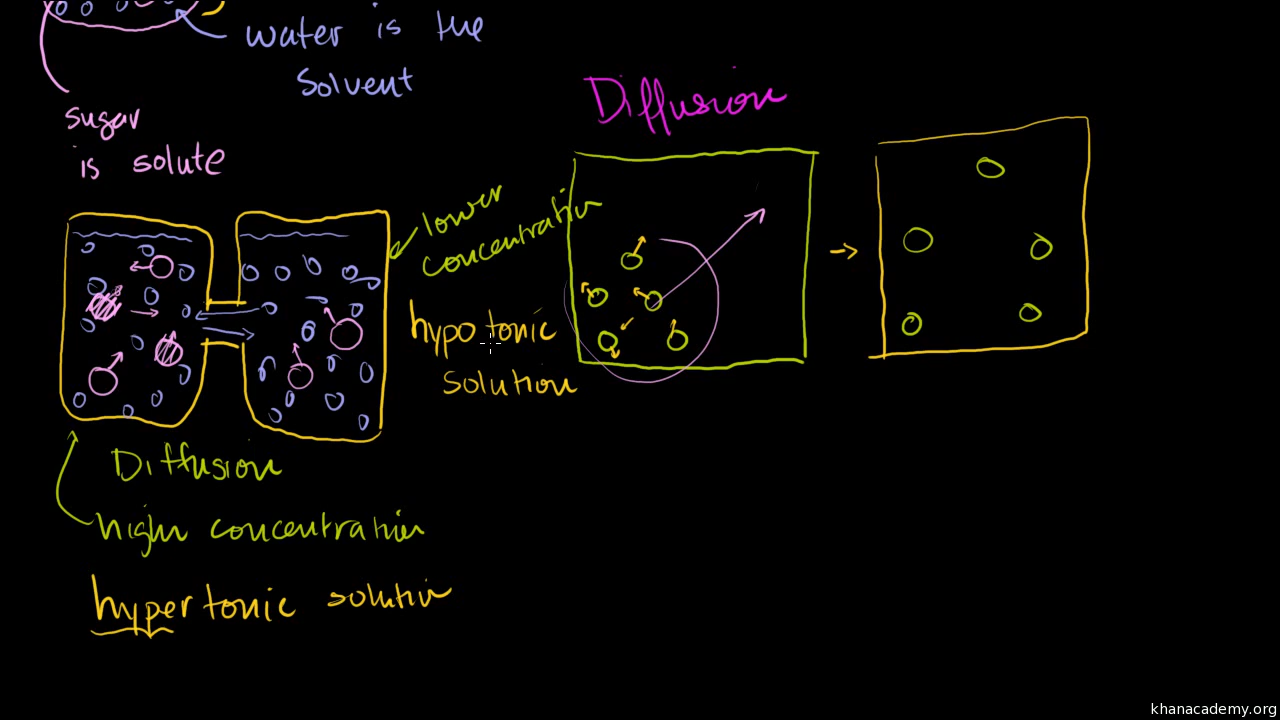 water is the
solvent
sugar
is solute
Diffusion
lower
concentration
hypotonic
solution
Diffusion
high concentration
hypertonic solution
khanacademy.org